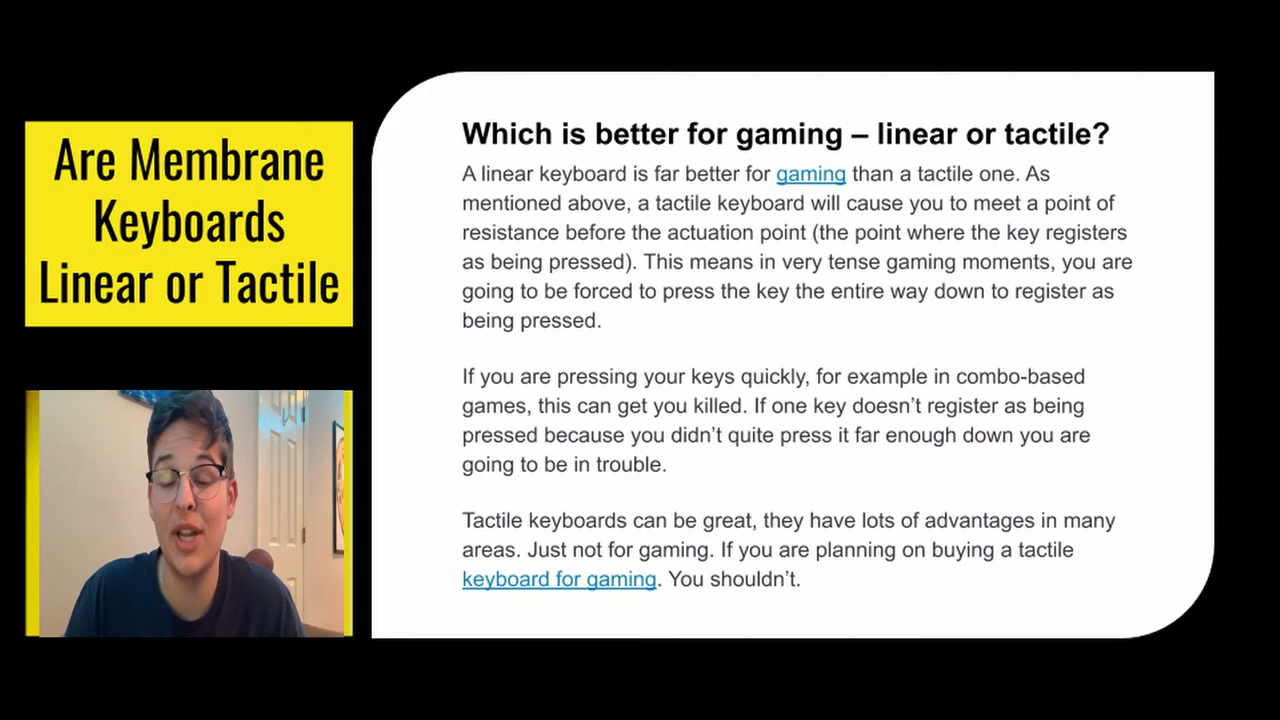 Are Membrane
Keyboards
Linear or Tactile
Which is better for gaming – linear or tactile?
A linear keyboard is far better for gaming than a tactile one. As
mentioned above, a tactile keyboard will cause you to meet a point of
resistance before the actuation point (the point where the key registers
as being pressed). This means in very tense gaming moments, you are
going to be forced to press the key the entire way down to register as
being pressed.
If you are pressing your keys quickly, for example in combo-based
games, this can get you killed. If one key doesn’t register as being
pressed because you didn’t quite press it far enough down you are
going to be in trouble.
Tactile keyboards can be great, they have lots of advantages in many
areas. Just not for gaming. If you are planning on buying a tactile
keyboard for gaming. You shouldn’t.